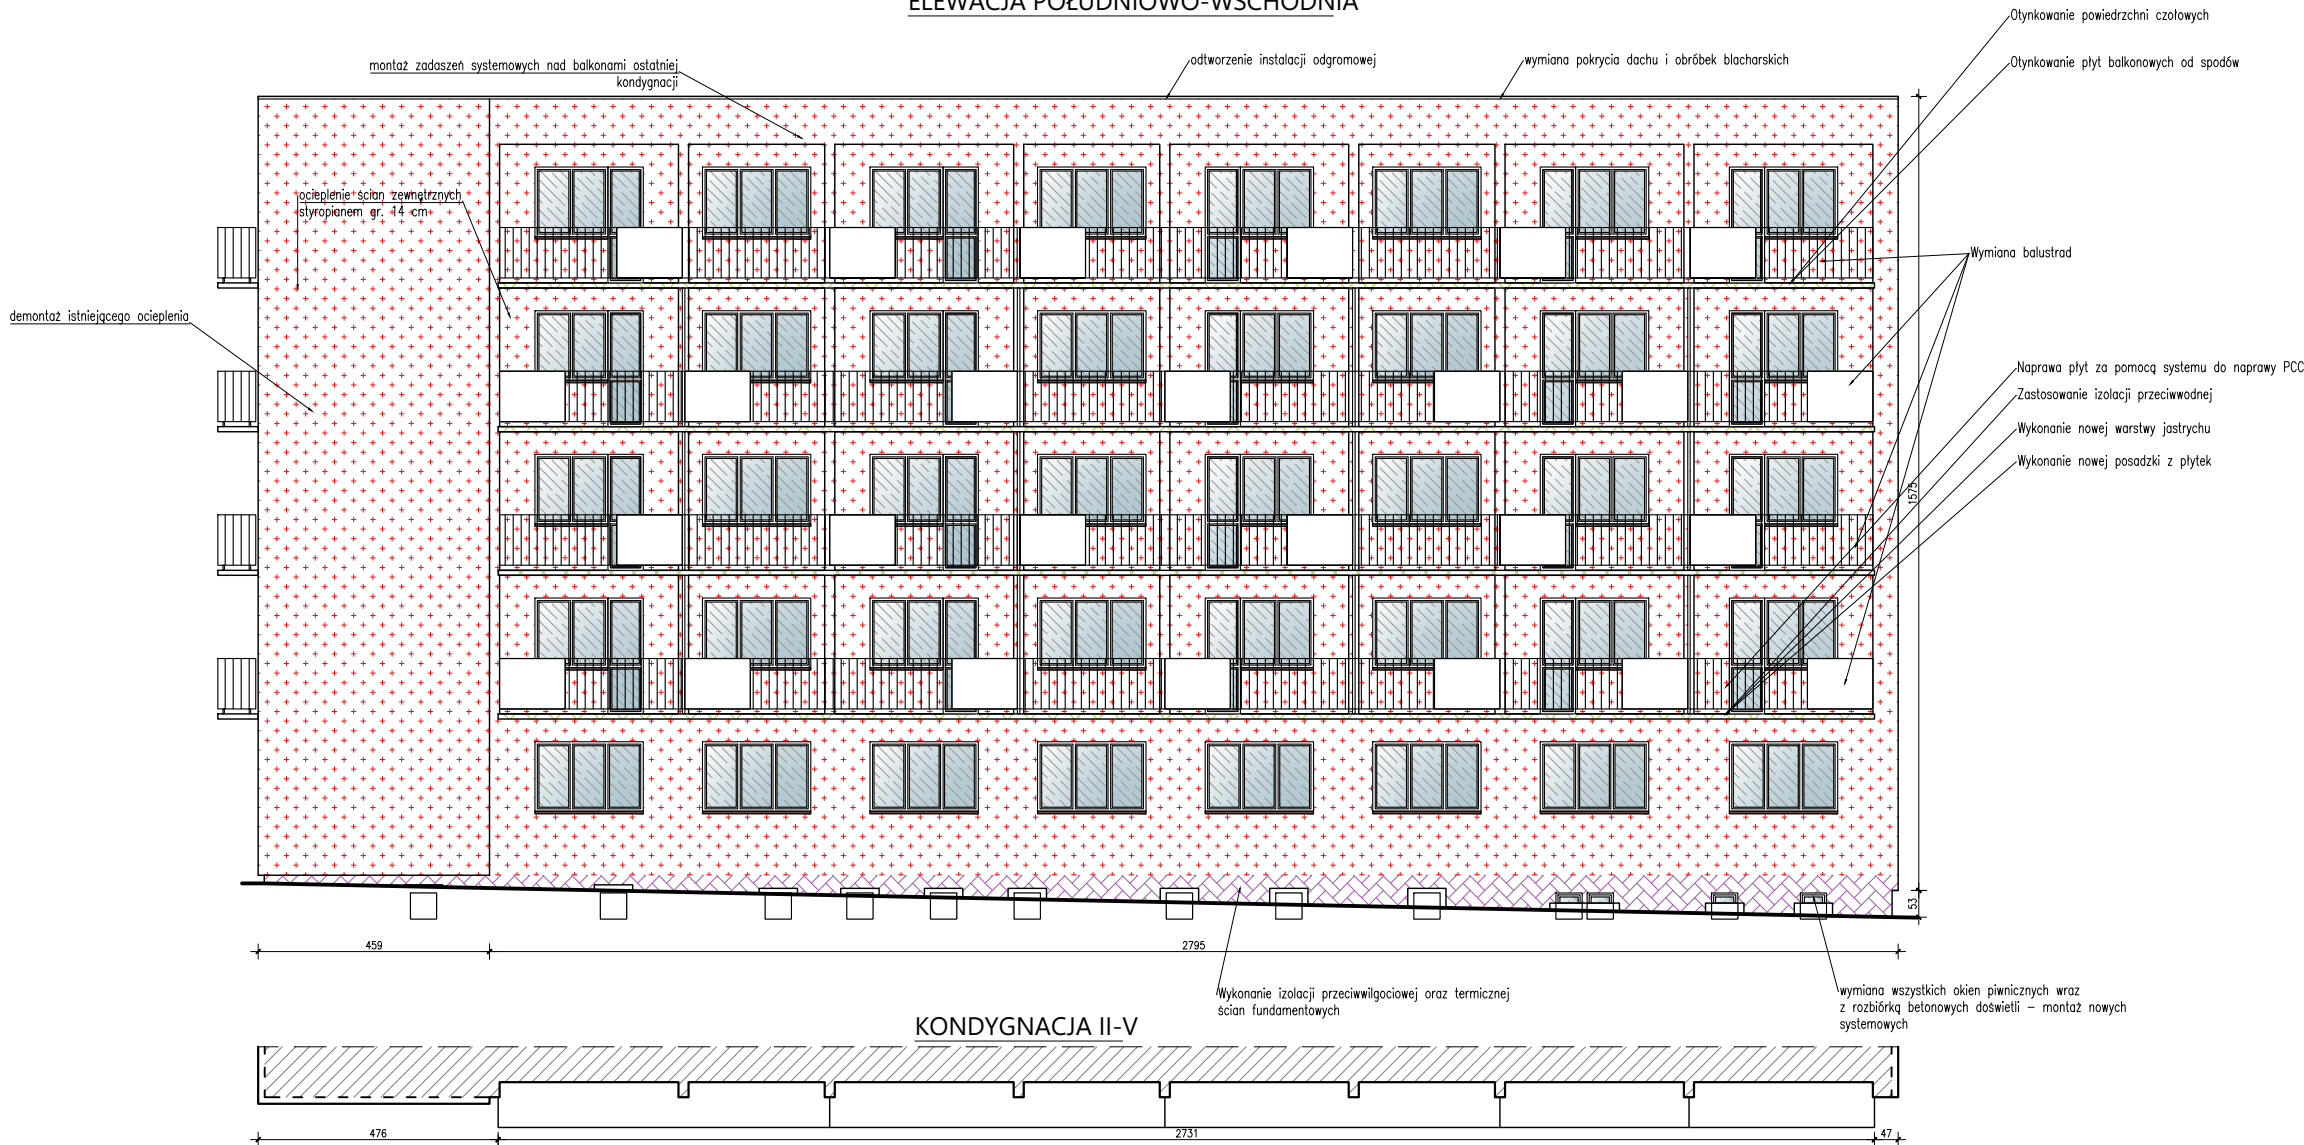 ELEWACJA POŁUDNIOWO-WSCHODNIA
Otynkowanie powiedrzchni czołowych
montaż zadaszeń systemowych nad balkonami ostatniej
kondygnacji
odtworzenie instalacji odgromowej
wymiana pokrycia dachu i obróbek blacharskich
Otynkowanie płyt balkonowych od spodów
ocieplenie ścian zewnętrznych
styropianem gr. 14 cm
Wymiana balustrad
demontaż istniejącego ocieplenia
Naprawa płyt za pomocą systemu do naprawy PCC
Zastosowanie izolacji przeciwwodnej
Wykonanie nowej warstwy jastrychu
Wykonanie nowej posadzki z płytek
1575
53
459
2795
Wykonanie izolacji przeciwwilgociowej oraz termicznej
ścian fundamentowych
wymiana wszystkich okien piwnicznych wraz
z rozbiórką betonowych doświetli – montaż nowych
systemowych
KONDYGNACJA II-V
476
2731
47